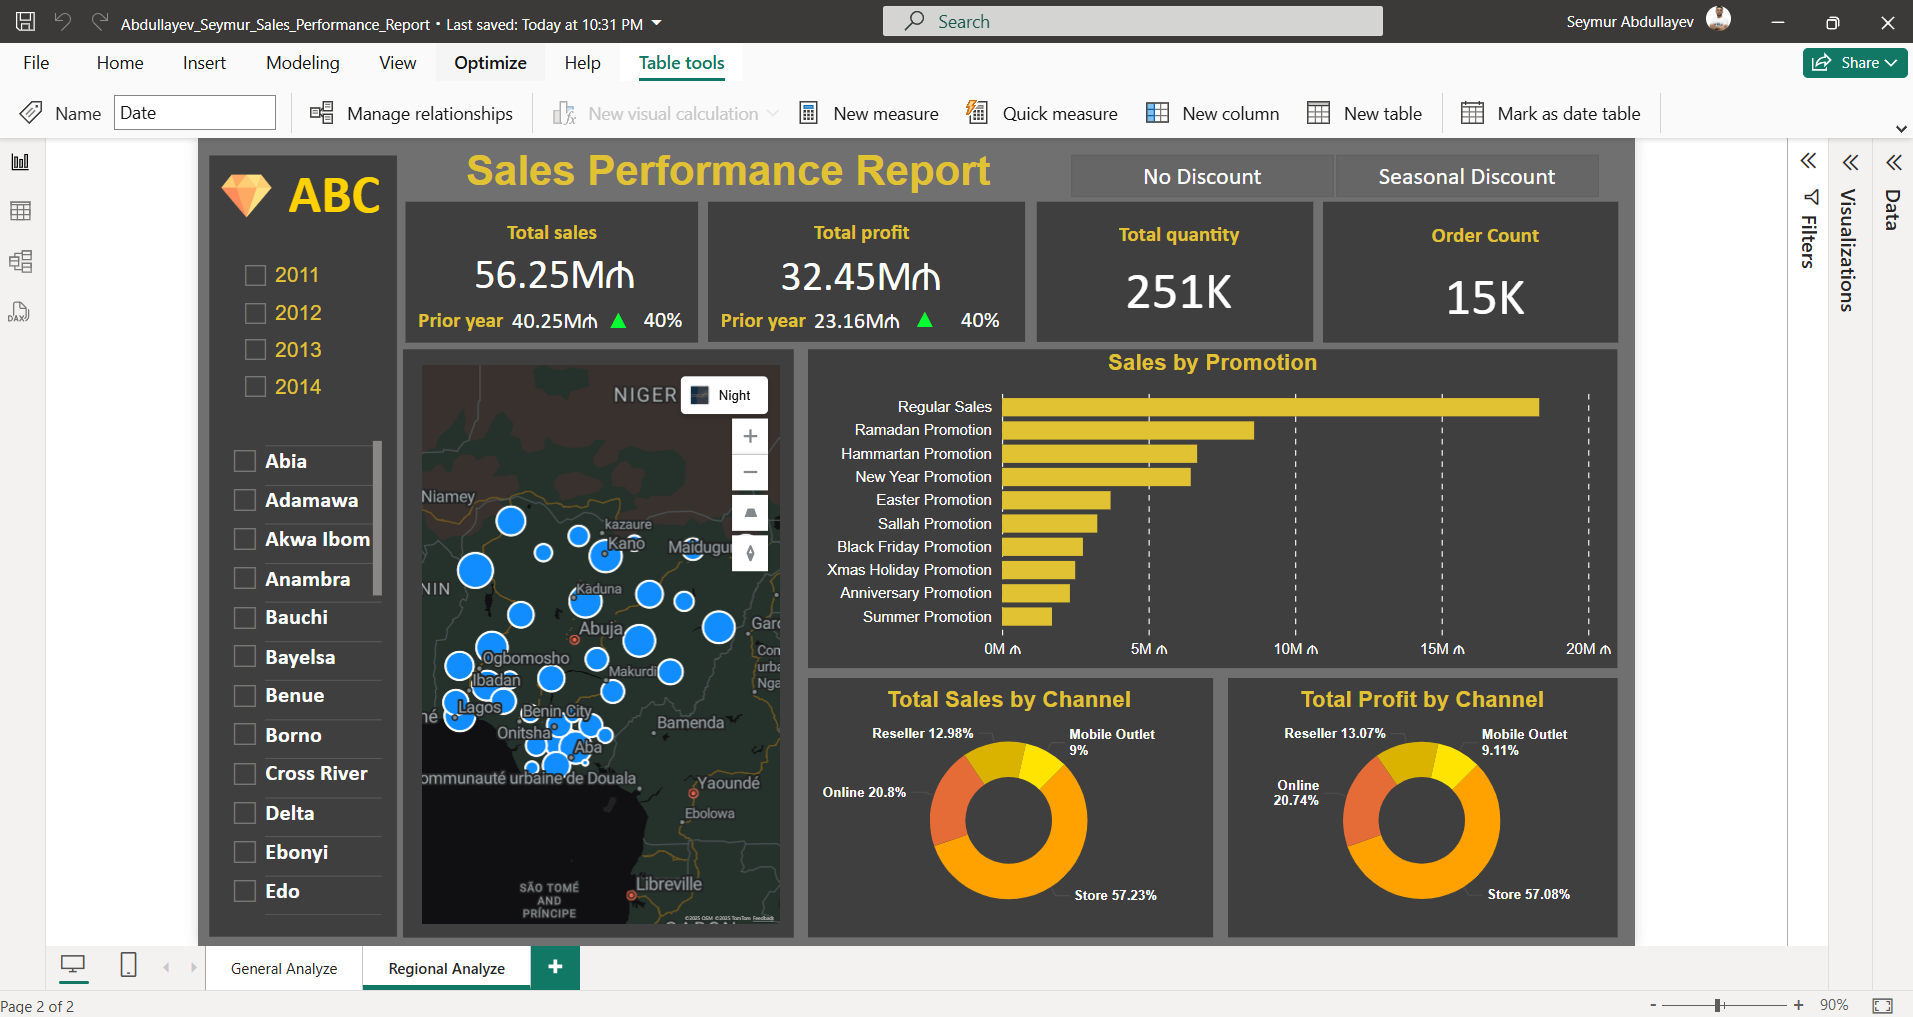 Abdullayev_Seymur_Sales_Performance_Report • Last saved: Today at 10:31 PM
Search
Seymur Abdullayev
File
Home
Insert
Modeling
View
Optimize
Help
Table tools
Share
Name
Date
Manage relationships
New visual calculation
New measure
Quick measure
New column
New table
Mark as date table
ABC
Sales Performance Report
No Discount
Seasonal Discount
2011
2012
2013
2014
Abia
Adamawa
Akwa Ibom
Anambra
Bauchi
Bayelsa
Benue
Borno
Cross River
Delta
Ebonyi
Edo
Total sales
56.25M₼
Prior year 40.25M₼ ▲ 40%
Total profit
32.45M₼
Prior year 23.16M₼ ▲ 40%
Total quantity
251K
Order Count
15K
NIGER
Night
Niamey
kazaure
Kano
Maidugu
NIN
Kaduna
Abuja
Garo
Ogbomosho
Com
urba
Nga
Ibadan
Makurdi
né
Lagos
Benin City
Onitsha
Bamenda
Aba
ommunauté urbaine de Douala
Yaoundé
Ebolowa
SÃO TOMÉ
AND
PRÍNCIPE
Libreville
©2025 OSM ©2025 TomTom Feedback
Sales by Promotion
Regular Sales
Ramadan Promotion
Hammartan Promotion
New Year Promotion
Easter Promotion
Sallah Promotion
Black Friday Promotion
Xmas Holiday Promotion
Anniversary Promotion
Summer Promotion
0M ₼
5M ₼
10M ₼
15M ₼
20M ₼
Total Sales by Channel
Reseller 12.98%
Mobile Outlet
9%
Online 20.8%
Store 57.23%
Total Profit by Channel
Reseller 13.07%
Mobile Outlet
9.11%
Online
20.74%
Store 57.08%
Filters
Visualizations
Data
DAX
General Analyze
Regional Analyze
+
Page 2 of 2
- + 90%